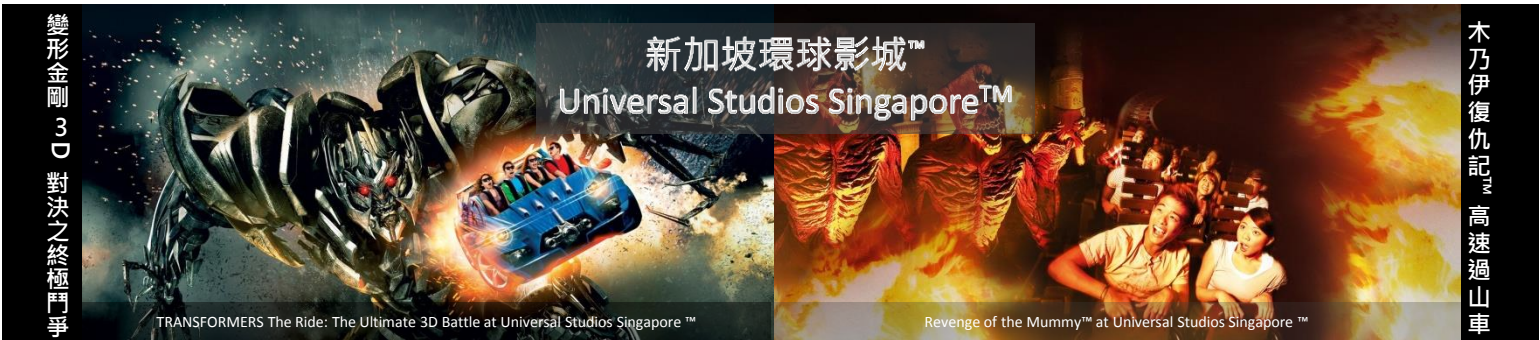 變形金剛 3D 對決之終極鬥爭
新加坡環球影城™
Universal Studios Singapore™
TRANSFORMERS The Ride: The Ultimate 3D Battle at Universal Studios Singapore ™
Revenge of the Mummy™ at Universal Studios Singapore ™
木乃伊復仇記™ 高速過山車